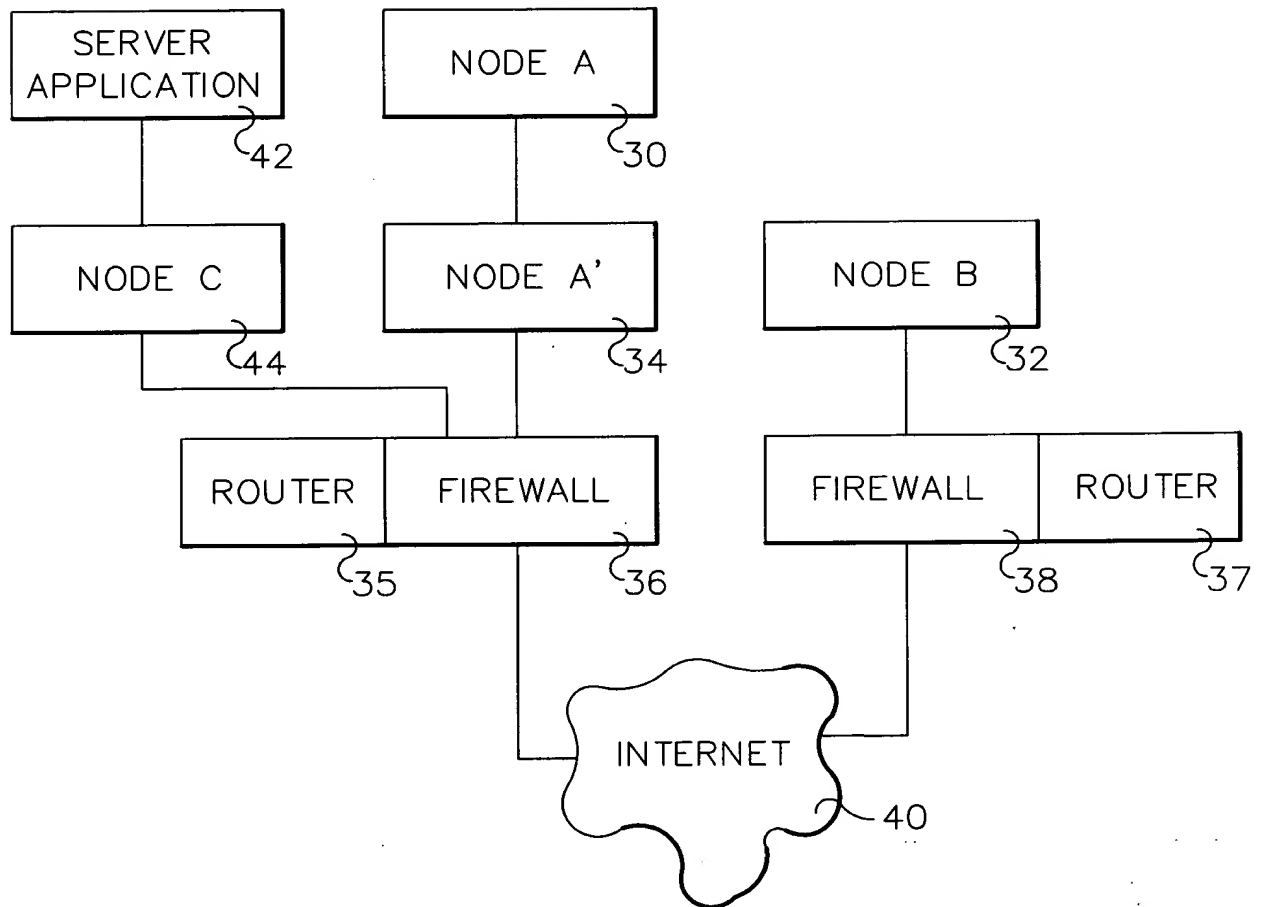 SERVER
APPLICATION
42
NODE A
30
NODE C
44
NODE A'
34
NODE B
32
ROUTER
35
FIREWALL
36
FIREWALL
38
ROUTER
37
INTERNET
40